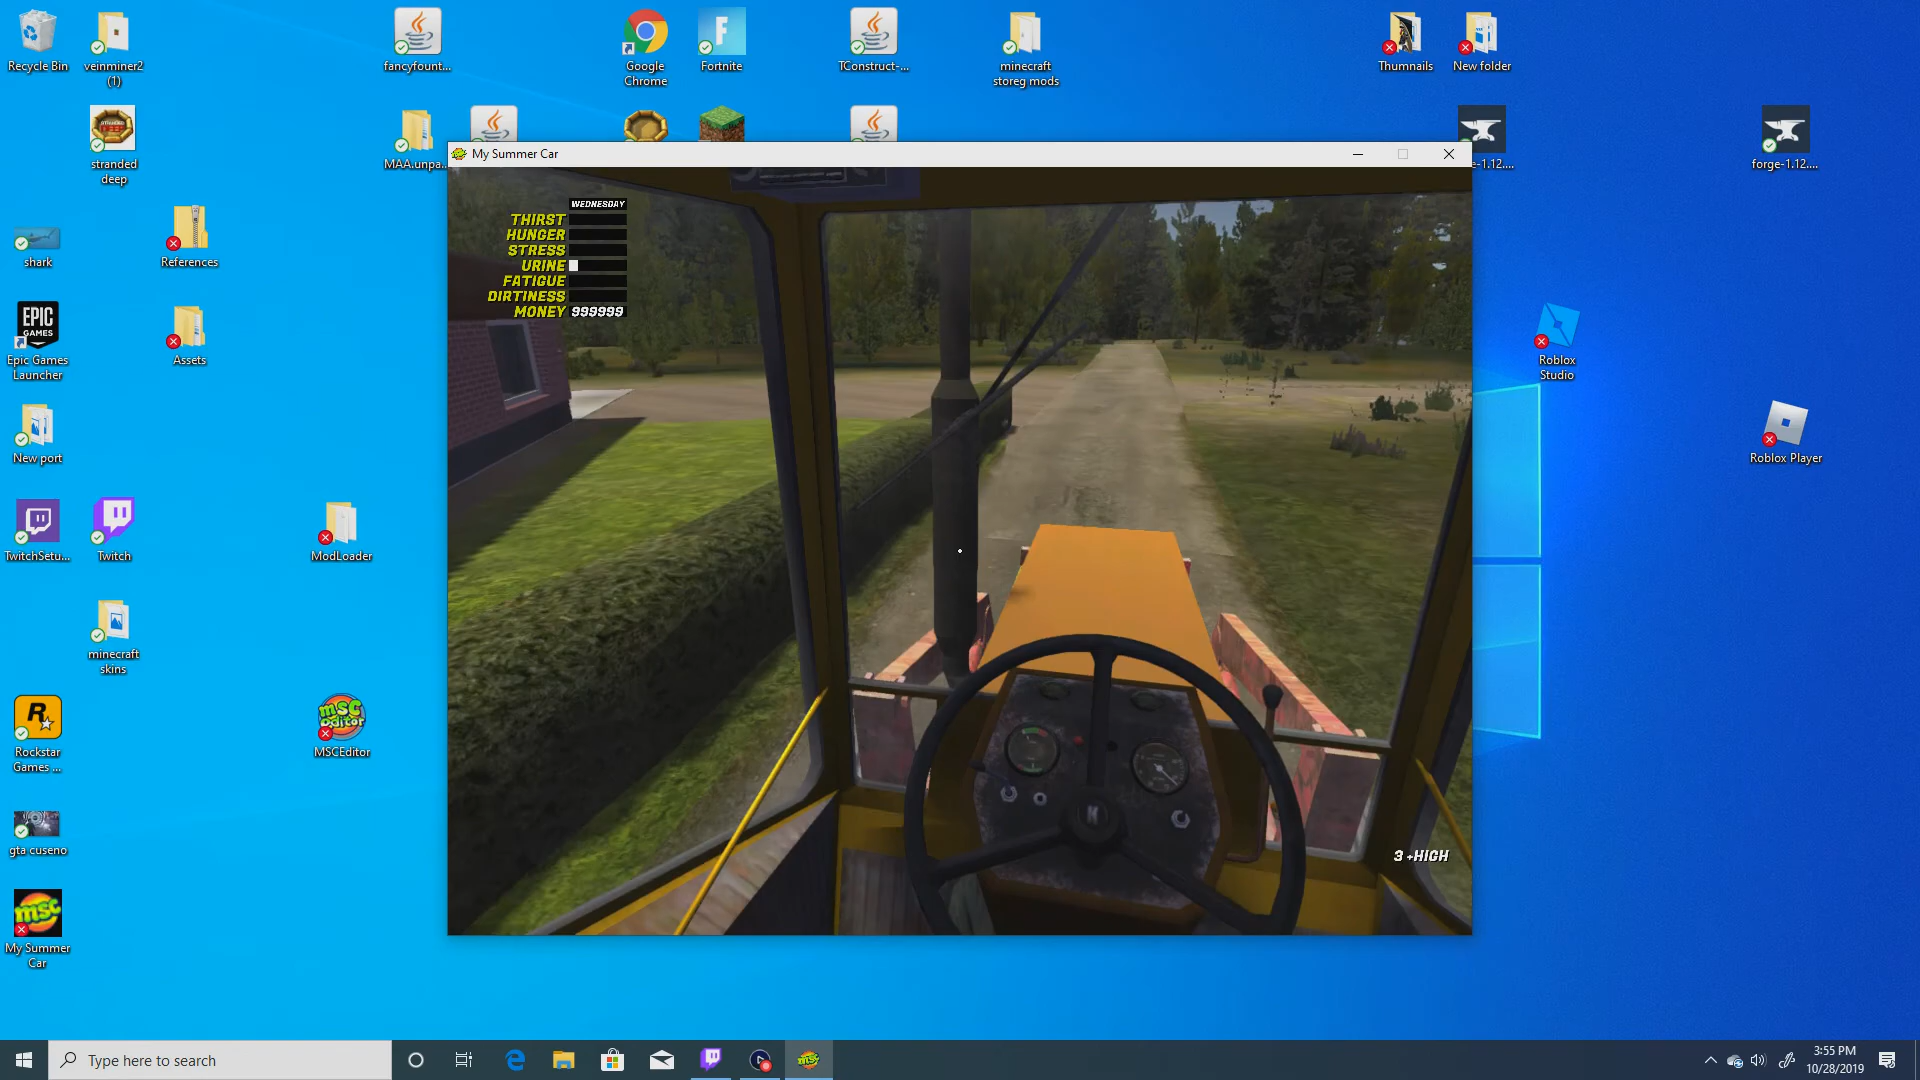 Recycle Bin
veinminer2
(1)
fancyfount...
Google
Chrome
Fortnite
TConstruct-...
minecraft
storeg mods
Thumnails
New folder
stranded
deep
MAA.unpa...
e-1.12....
forge-1.12....
My Summer Car
WEDNESDAY
THIRST
HUNGER
STRESS
URINE
FATIGUE
DIRTINESS
MONEY 999999
shark
References
EPIC
GAMES
Epic Games
Launcher
Assets
Roblox
Studio
New port
Roblox Player
TwitchSetu...
Twitch
ModLoader
minecraft
skins
Rockstar
Games ...
msc
editor
MSCEditor
gta cuseno
3 +HIGH
msc
My Summer
Car
Type here to search
3:55 PM
10/28/2019